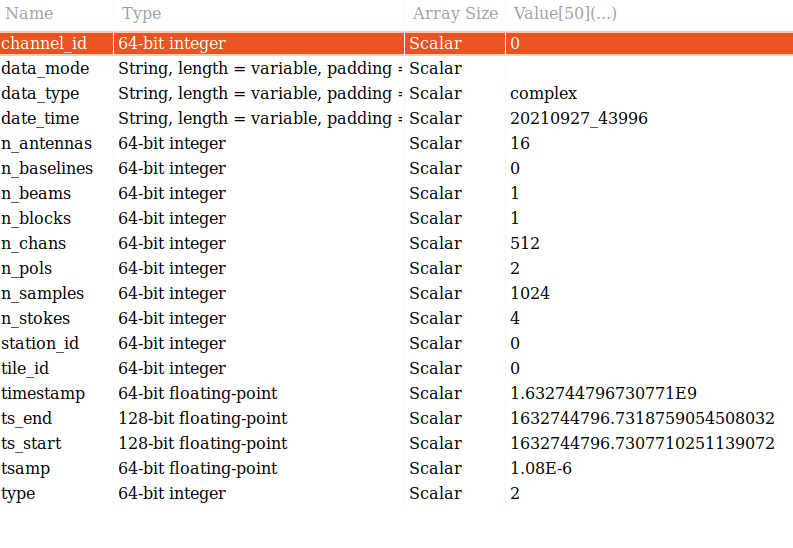 Name Type Array Size Value[50](...)
channel_id 64-bit integer Scalar 0
data_mode String, length = variable, padding = Scalar
data_type String, length = variable, padding = Scalar complex
date_time String, length = variable, padding = Scalar 20210927_43996
n_antennas 64-bit integer Scalar 16
n_baselines 64-bit integer Scalar 0
n_beams 64-bit integer Scalar 1
n_blocks 64-bit integer Scalar 1
n_chans 64-bit integer Scalar 512
n_pols 64-bit integer Scalar 2
n_samples 64-bit integer Scalar 1024
n_stokes 64-bit integer Scalar 4
station_id 64-bit integer Scalar 0
tile_id 64-bit integer Scalar 0
timestamp 64-bit floating-point Scalar 1.632744796730771E9
ts_end 128-bit floating-point Scalar 1632744796.7318759054508032
ts_start 128-bit floating-point Scalar 1632744796.7307710251139072
tsamp 64-bit floating-point Scalar 1.08E-6
type 64-bit integer Scalar 2